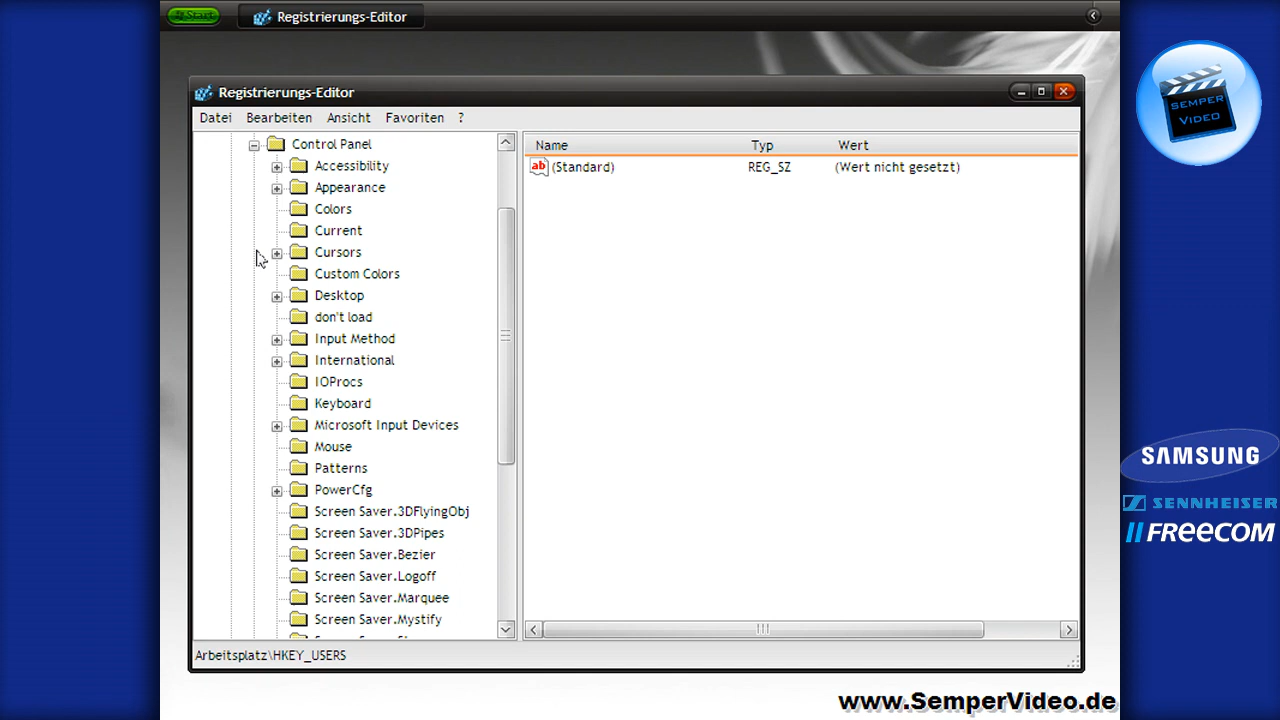 Start
Registrierungs-Editor
Registrierungs-Editor
Datei Bearbeiten Ansicht Favoriten ?
Control Panel
Accessibility
Appearance
Colors
Current
Cursors
Custom Colors
Desktop
don't load
Input Method
International
IOProcs
Keyboard
Microsoft Input Devices
Mouse
Patterns
PowerCfg
Screen Saver.3DFlyingObj
Screen Saver.3DPipes
Screen Saver.Bezier
Screen Saver.Logoff
Screen Saver.Marquee
Screen Saver.Mystify
Name Typ Wert
ab (Standard) REG_SZ (Wert nicht gesetzt)
Arbeitsplatz\HKEY_USERS
SEMPER
VIDEO
SAMSUNG
SENNHEISER
FREECOM
www.SemperVideo.de